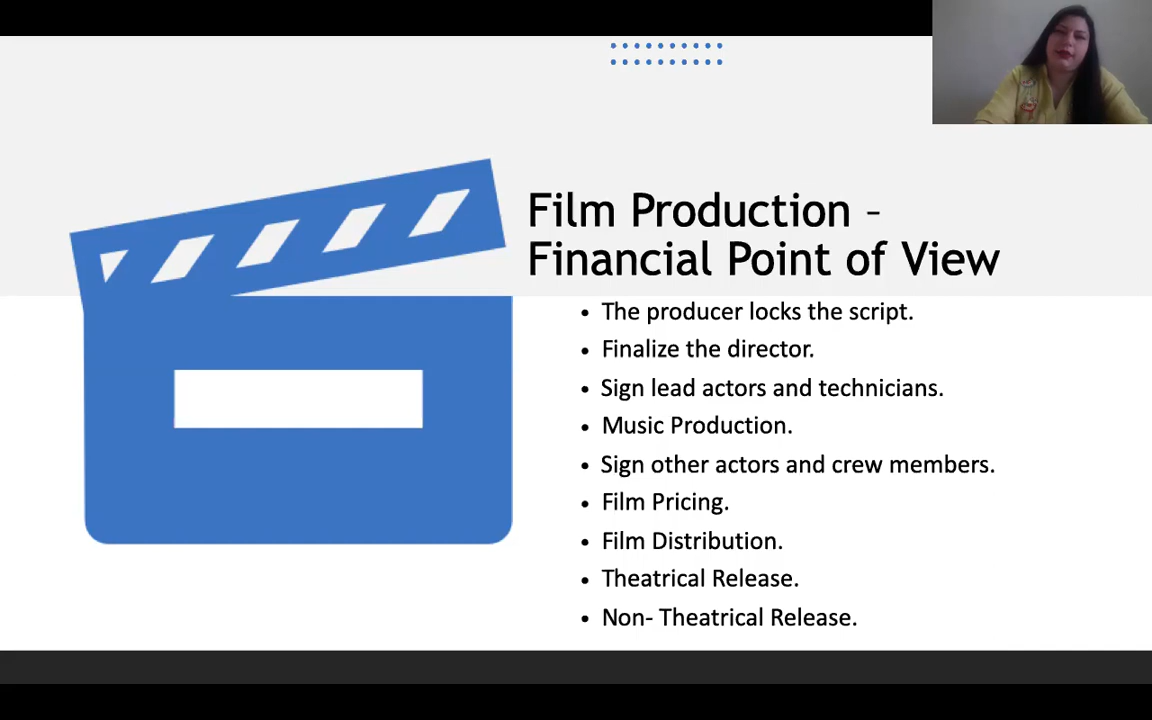 Film Production –
Financial Point of View
• The producer locks the script.
• Finalize the director.
• Sign lead actors and technicians.
• Music Production.
• Sign other actors and crew members.
• Film Pricing.
• Film Distribution.
• Theatrical Release.
• Non- Theatrical Release.